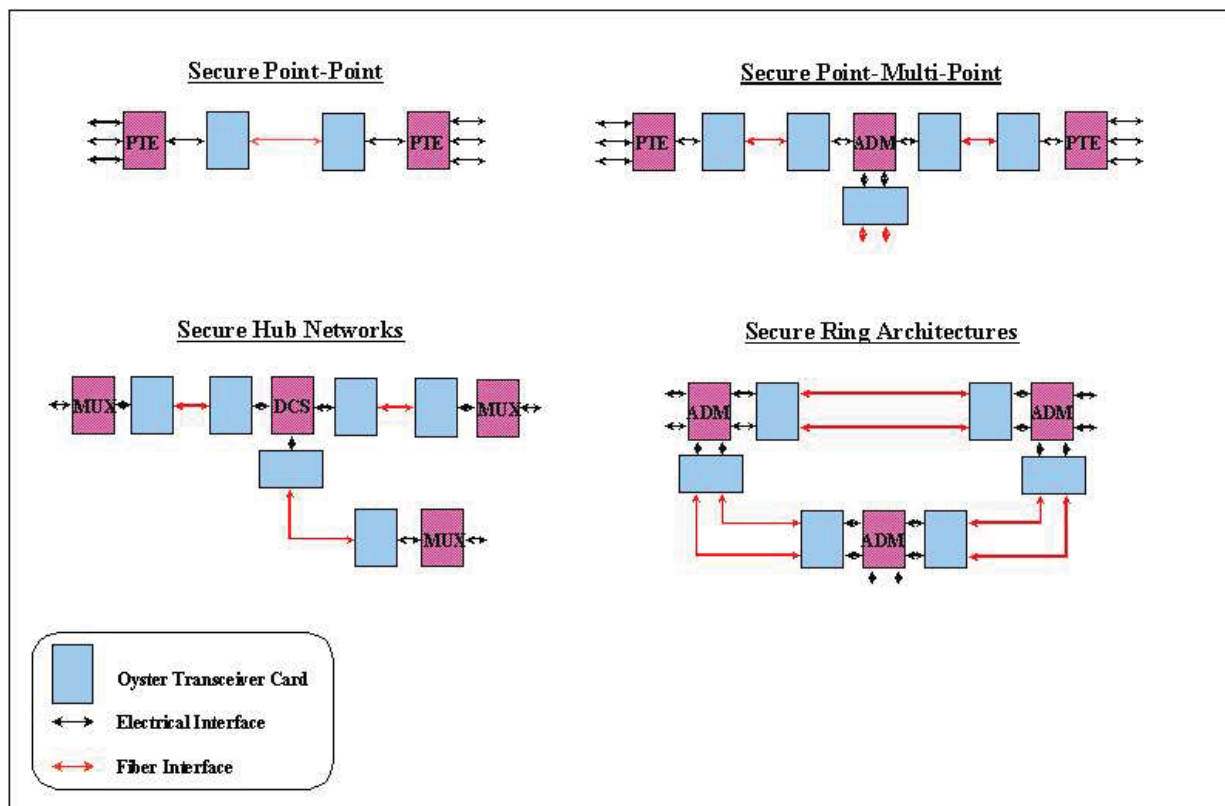 Secure Point-Point
PTE
PTE
Secure Point-Multi-Point
PTE
ADM
PTE
Secure Hub Networks
MUX
DCS
MUX
MUX
Secure Ring Architectures
ADM
ADM
ADM
Oyster Transceiver Card
Electrical Interface
Fiber Interface